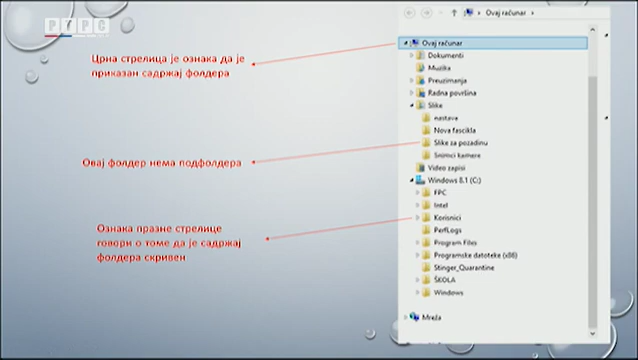 РТРС
Ovaj računar
Црна стрелица је ознака да је
приказан садржај фолдера
Овај фолдер нема подфолдера
Ознака празне стрелице
говори о томе да је садржај
фолдера скривен
Ovaj računar
Dokumenti
Muzika
Preuzimanja
Radna površina
Slike
nastava
Nova fascikla
Slike za pozadinu
Snimci kamere
Video zapisi
Windows 8.1 (C:)
FPC
Intel
Korisnici
PerfLogs
Program Files
Programske datoteke (x86)
Stinger_Quarantine
ŠKOLA
Windows
Mreža